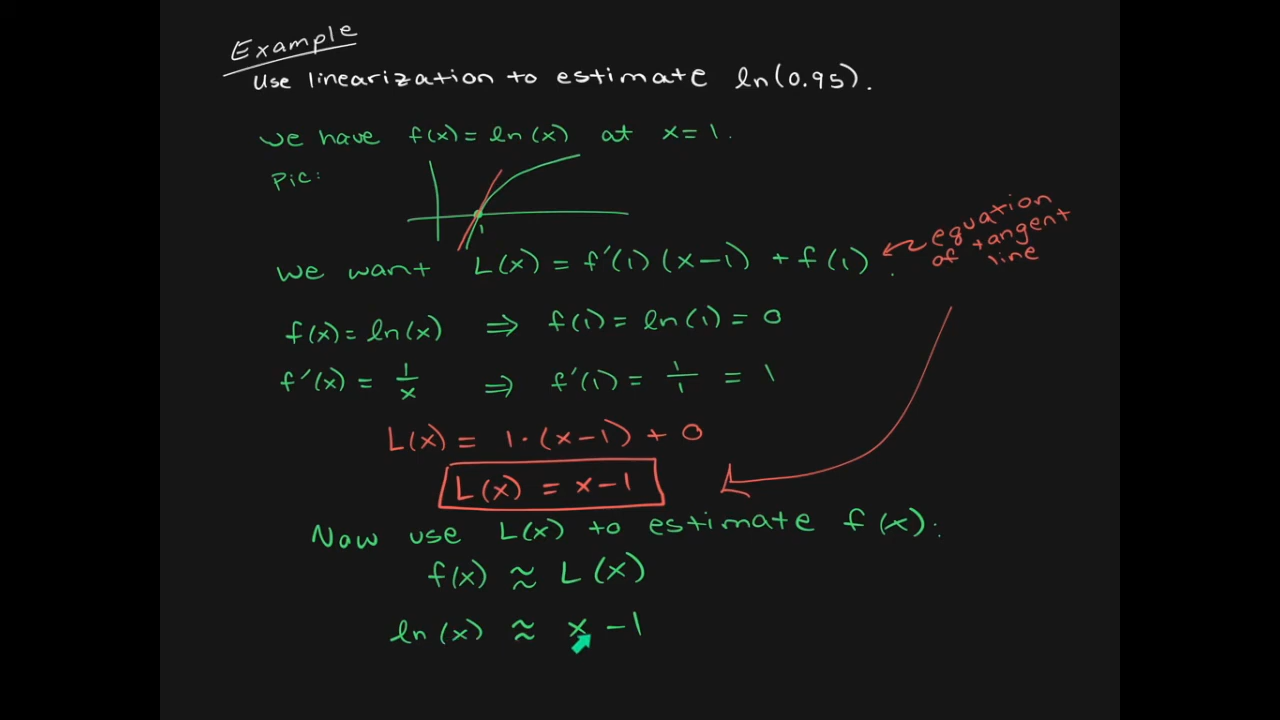 Example
Use linearization to estimate ln(0.95).
We have f(x) = ln(x) at x=1.
Pic:
1
We want L(x) = f'(1)(x-1) + f(1).
equation
of tangent
line
f(x) = ln(x) ⇒ f(1) = ln(1) = 0
f'(x) = 1/x ⇒ f'(1) = 1/1 = 1
L(x) = 1·(x-1) + 0
L(x) = x-1
Now use L(x) to estimate f(x):
f(x) ≈ L(x)
ln(x) ≈ x-1